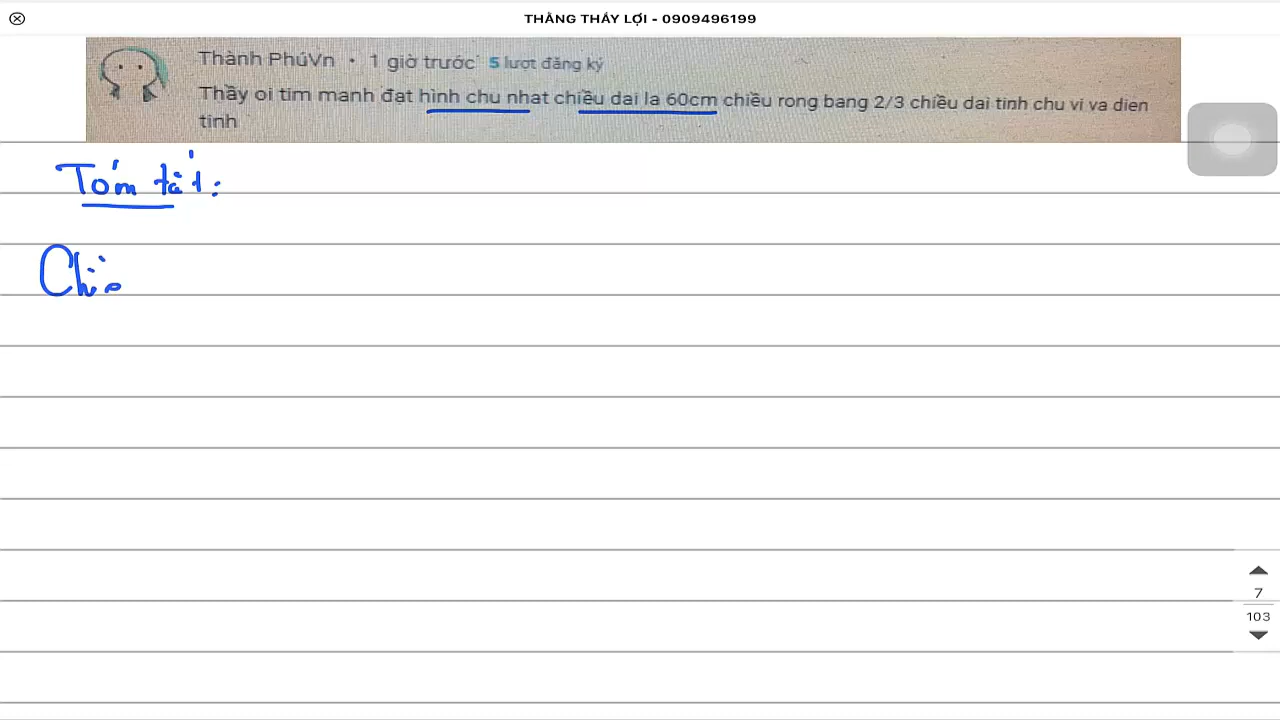 THẰNG THẦY LỢI - 0909496199
Thành PhúVn • 1 giờ trước 5 lượt đăng ký
Thầy oi tim manh đạt hình chu nhat chiều dai la 60cm chiều rong bang 2/3 chiều dai tinh chu vi va dien
tinh
Tóm tắt:
Chiề
7
103